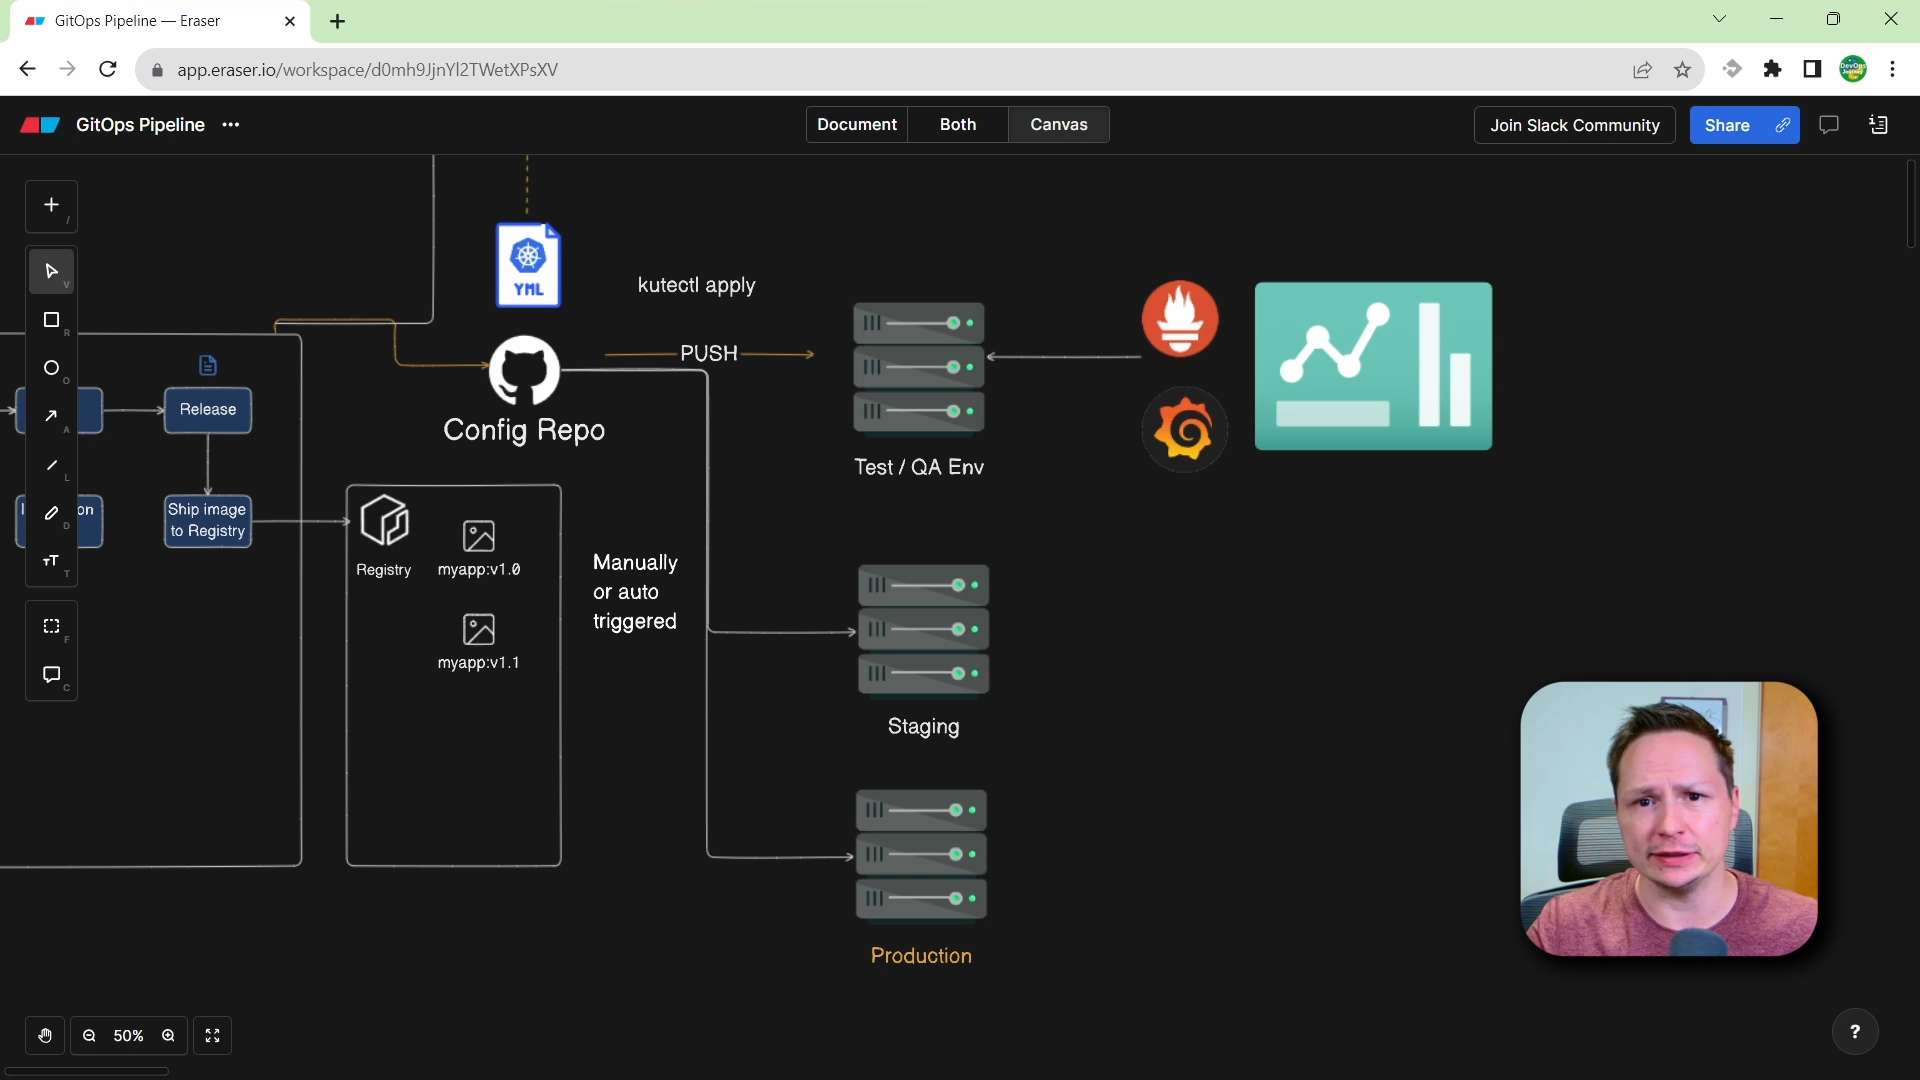 GitOps Pipeline — Eraser
app.eraser.io/workspace/d0mh9JjnYl2TWetXPsXV
GitOps Pipeline
Document
Both
Canvas
Join Slack Community
Share
/
V
R
O
A
L
D
T
F
C
YML
kutectl apply
PUSH
Config Repo
Test / QA Env
Release
Ship image
to Registry
on
Registry
myapp:v1.0
myapp:v1.1
Manually
or auto
triggered
Staging
Production
50%
?